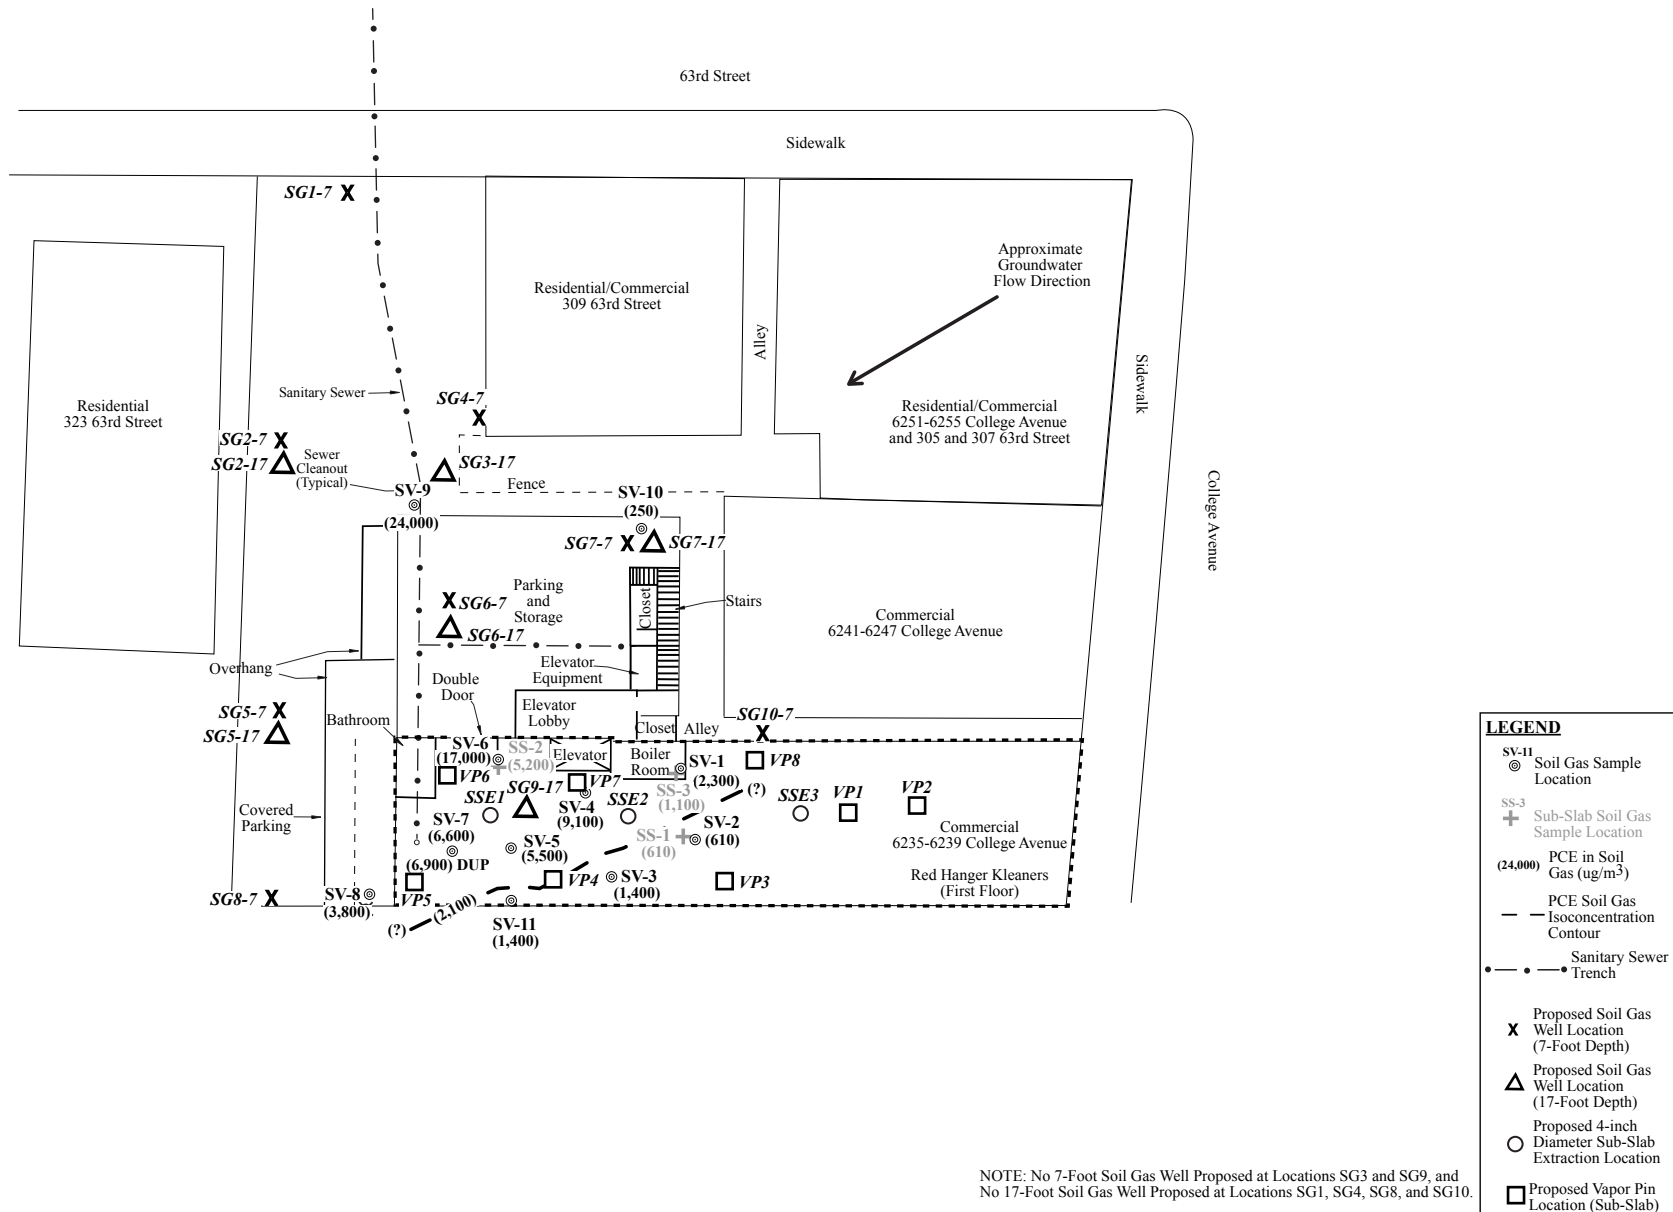 63rd Street
Sidewalk
SG1-7
Approximate
Groundwater
Flow Direction
Residential/Commercial
309 63rd Street
Alley
Sidewalk
Sanitary Sewer
SG4-7
Residential
323 63rd Street
Residential/Commercial
6251-6255 College Avenue
and 305 and 307 63rd Street
SG2-7
SG2-17
Sewer
Cleanout
(Typical)
SG3-17
Fence
College Avenue
SV-9
(24,000)
SV-10
(250)
SG7-7
SG7-17
SG6-7
SG6-17
Parking
and
Storage
Closet
Stairs
Commercial
6241-6247 College Avenue
Overhang
Elevator
Equipment
Double
Door
Elevator
Lobby
SG5-7
SG5-17
Bathroom
Closet
Alley
SG10-7
SV-6
(17,000)
SS-2
(5,200)
Elevator
Boiler
Room
SV-1
(2,300)
VP8
VP6
VP7
SG9-17
SSE1
SV-4
(9,100)
SSE2
SS-3
(1,100)
(?)
SSE3
VP1
VP2
Covered
Parking
SV-7
(6,600)
(6,900) DUP
SV-5
(5,500)
SS-1
(610)
SV-2
(610)
Commercial
6235-6239 College Avenue
Red Hanger Kleaners
(First Floor)
SG8-7
SV-8
(3,800)
VP5
VP4
SV-3
(1,400)
VP3
(?)
(2,100)
SV-11
(1,400)
LEGEND
SV-11
Soil Gas Sample
Location
SS-3
Sub-Slab Soil Gas
Sample Location
(24,000)
PCE in Soil
Gas (ug/m3)
PCE Soil Gas
Isoconcentration
Contour
Sanitary Sewer
Trench
X
Proposed Soil Gas
Well Location
(7-Foot Depth)
Proposed Soil Gas
Well Location
(17-Foot Depth)
Proposed 4-inch
Diameter Sub-Slab
Extraction Location
Proposed Vapor Pin
Location (Sub-Slab)
NOTE: No 7-Foot Soil Gas Well Proposed at Locations SG3 and SG9, and
No 17-Foot Soil Gas Well Proposed at Locations SG1, SG4, SG8, and SG10.